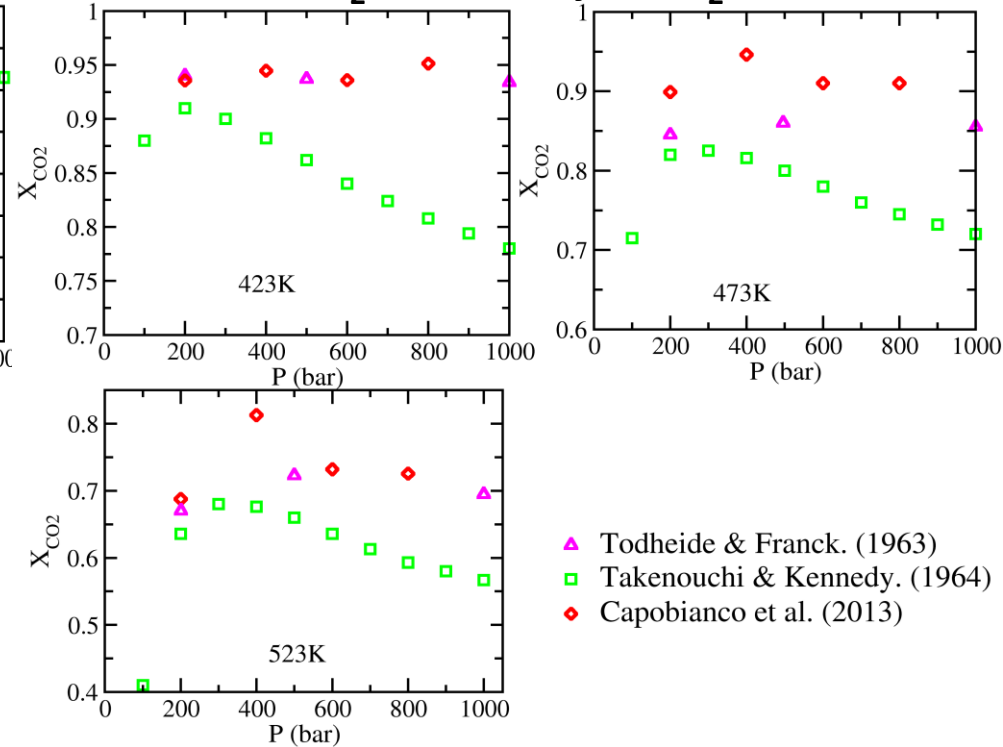 2
2
1
0.95
0.9
0.85
0.8
0.75
0.7
X_CO2
423K
0 200 400 600 800 1000
P (bar)
1
0.9
0.8
0.7
0.6
X_CO2
473K
0 200 400 600 800 1000
P (bar)
0.8
0.7
0.6
0.5
0.4
X_CO2
523K
0 200 400 600 800 1000
P (bar)
Todheide & Franck. (1963)
Takenouchi & Kennedy. (1964)
Capobianco et al. (2013)